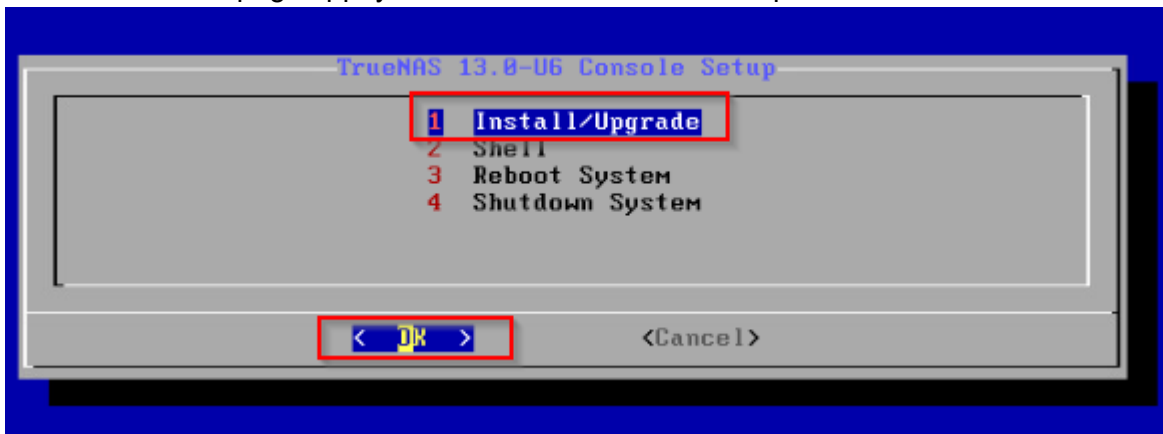 TrueNAS 13.0-U6 Console Setup
1 Install/Upgrade
2 Shell
3 Reboot System
4 Shutdown System
< OK > <Cancel>